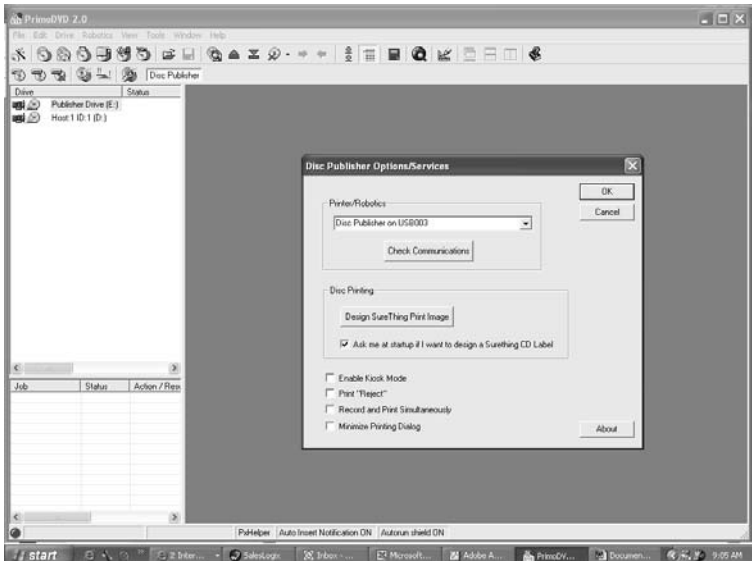 PrimoDVD 2.0
File Edit Drive Robotics View Tools Window Help
Disc Publisher
Drive Status
Publisher Drive (E:)
Host:1 ID:1 (D:)
Disc Publisher Options/Services
OK
Cancel
Printer/Robotics
Disc Publisher on USB003
Check Communications
Disc Printing
Design SureThing Print Image
Ask me at startup if I want to design a Surething CD Label
Enable Kiosk Mode
Print "Reject"
Record and Print Simultaneously
Minimize Printing Dialog
About
Job Status Action / Resu
PxHelper Auto Insert Notification ON Autorun shield ON
start 2 Inter... SalesLogix Inbox - ... Microsoft... Adobe A... PrimoDV... Documen... 9:05 AM